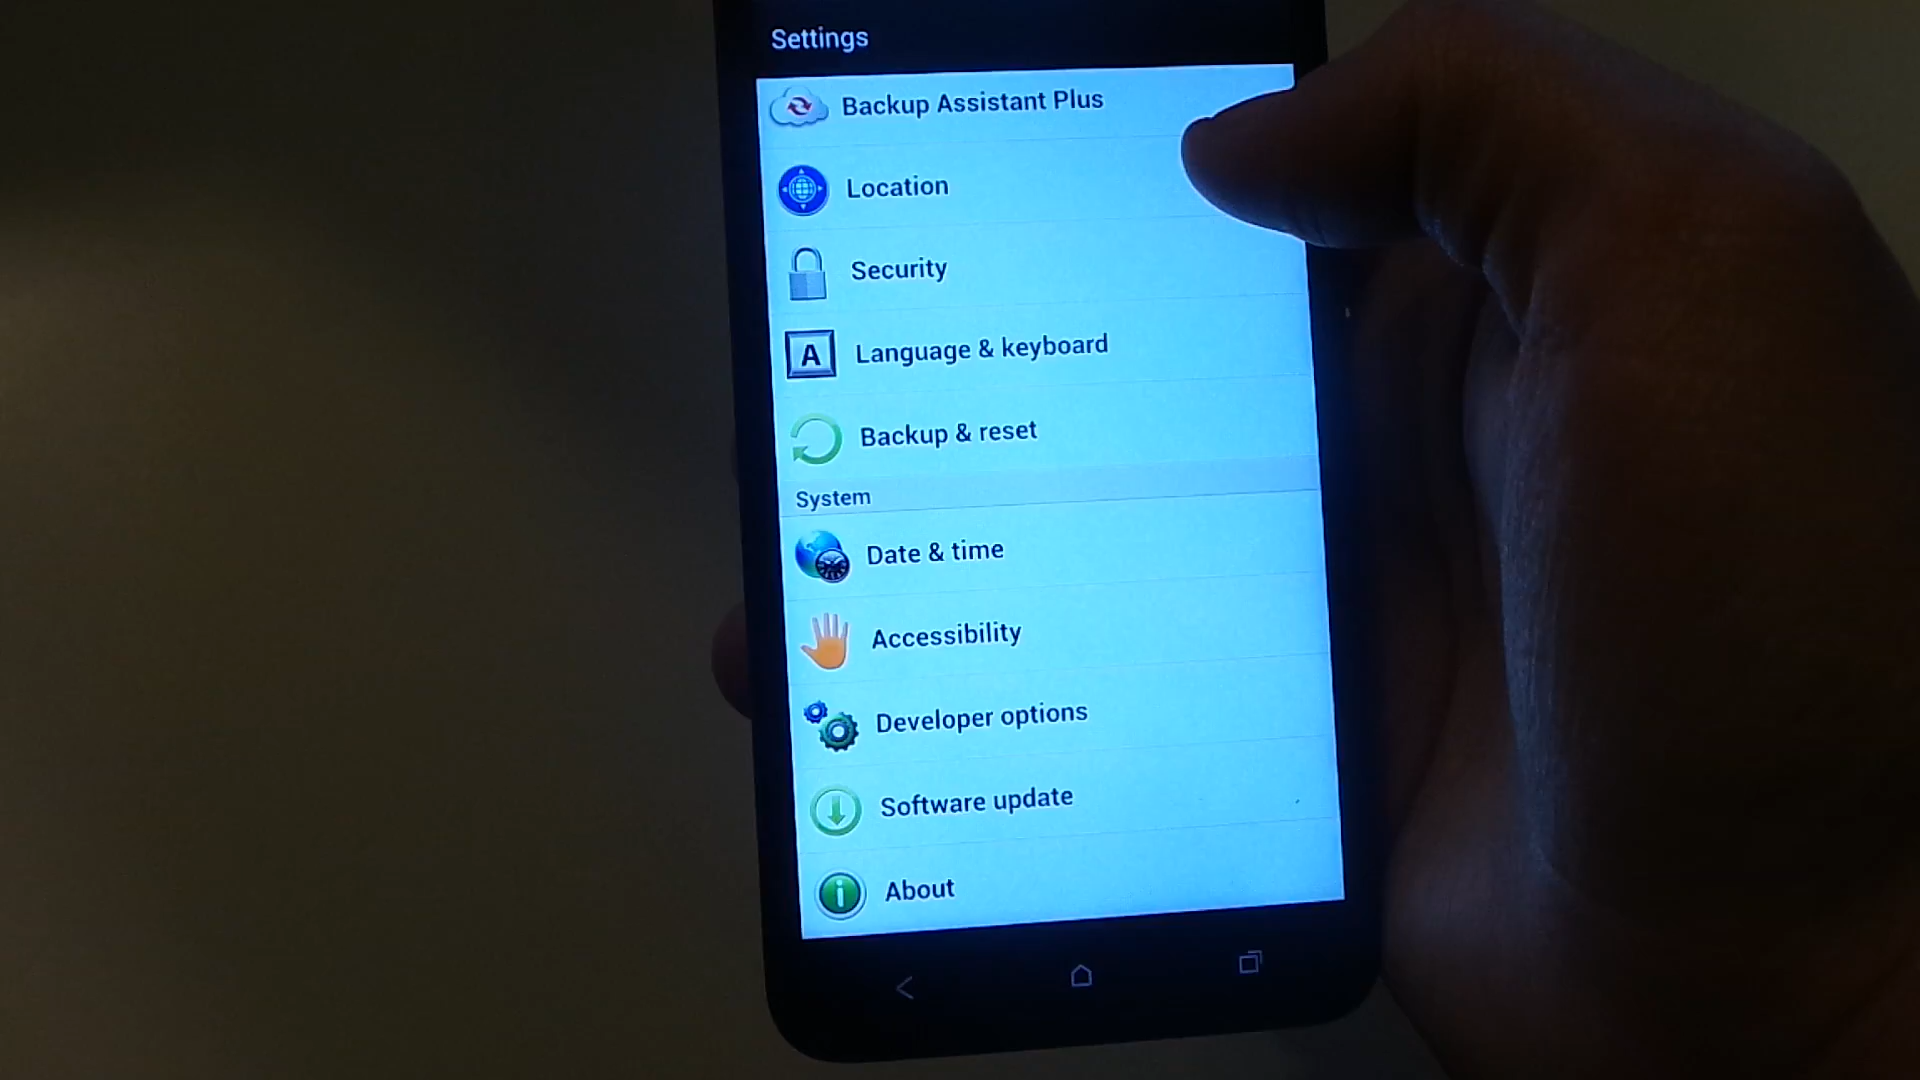 Settings
Backup Assistant Plus
Location
Security
A Language & keyboard
Backup & reset
System
Date & time
Accessibility
Developer options
Software update
i About